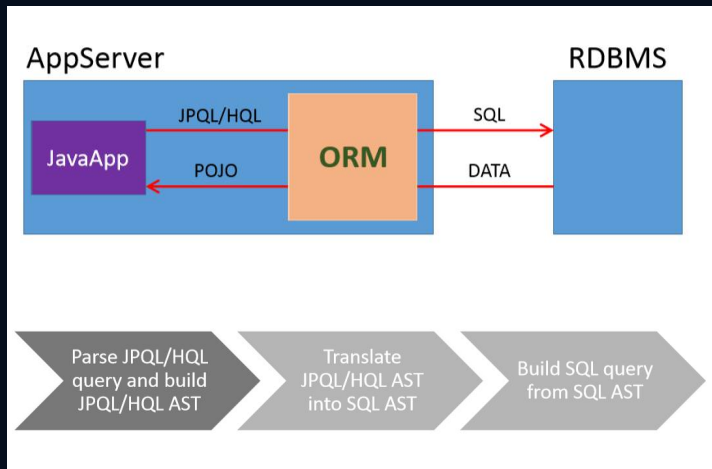 AppServer
RDBMS
JPQL/HQL
SQL
JavaApp
ORM
POJO
DATA
Parse JPQL/HQL
query and build
JPQL/HQL AST
Translate
JPQL/HQL AST
into SQL AST
Build SQL query
from SQL AST